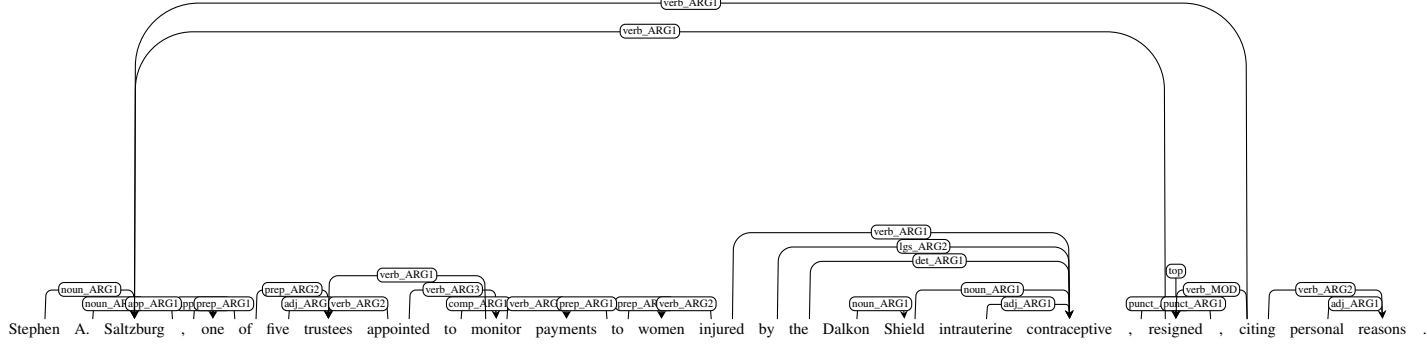 verb_ARG1
verb_ARG1
verb_ARG1
lgs_ARG2
det_ARG1
top
verb_ARG1
noun_ARG1 prep_ARG2 verb_ARG3 noun_ARG1 verb_MOD verb_ARG2
app_ARG1 prep_ARG1 verb_ARG2 prep_ARG1 verb_ARG2 noun_ARG1 adj_ARG1 punct_ARG1 adj_ARG1
Stephen A. Saltzburg , one of five trustees appointed to monitor payments to women injured by the Dalkon Shield intrauterine contraceptive , resigned , citing personal reasons .